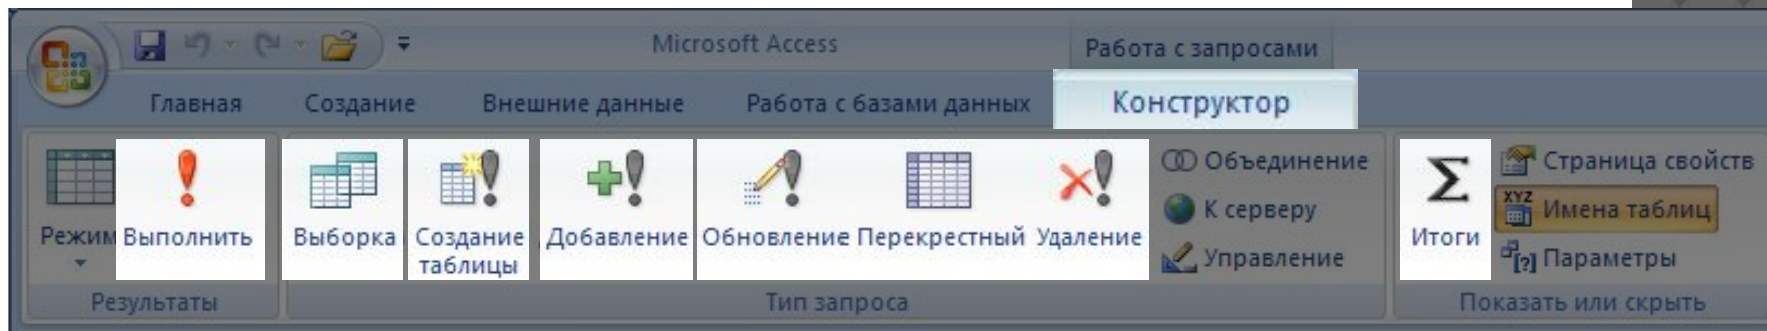 Microsoft Access
Работа с запросами
Главная Создание Внешние данные Работа с базами данных Конструктор
Режим Выполнить Выборка Создание таблицы Добавление Обновление Перекрестный Удаление
Объединение
К серверу
Управление
Итоги
Страница свойств
XYZ Имена таблиц
[?] Параметры
Результаты Тип запроса Показать или скрыть